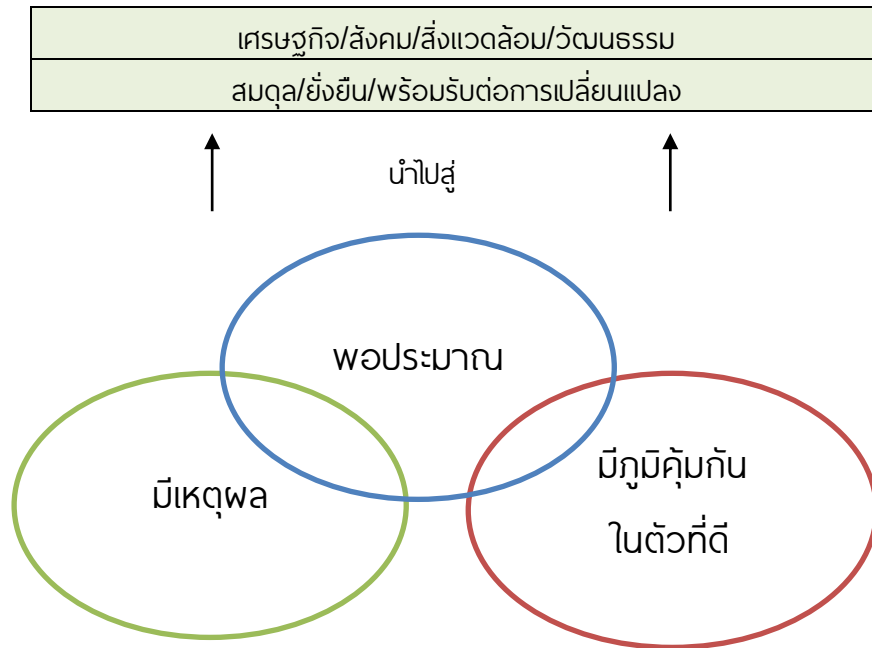 เศรษฐกิจ/สังคม/สิ่งแวดล้อม/วัฒนธรรม
สมดุล/ยั่งยืน/พร้อมรับต่อการเปลี่ยนแปลง
นำไปสู่
พอประมาณ
มีเหตุผล
มีภูมิคุ้มกัน
ในตัวที่ดี